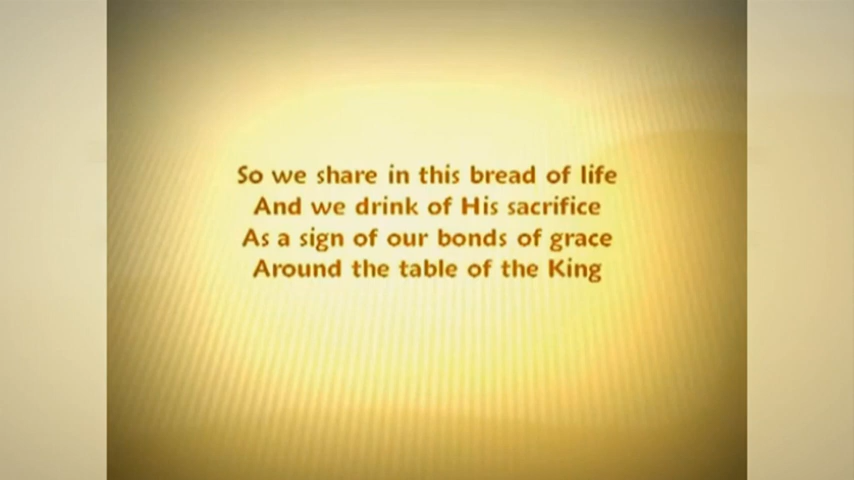 So we share in this bread of life
And we drink of His sacrifice
As a sign of our bonds of grace
Around the table of the King